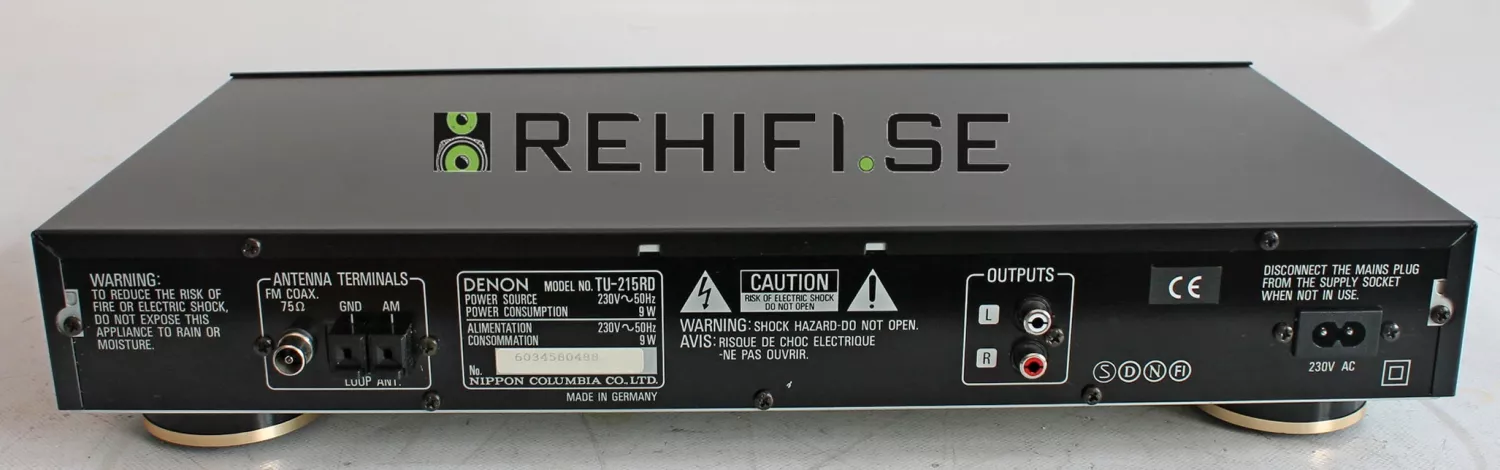 REHIFI.SE
WARNING:
TO REDUCE THE RISK OF
FIRE OR ELECTRIC SHOCK,
DO NOT EXPOSE THIS
APPLIANCE TO RAIN OR
MOISTURE.
ANTENNA TERMINALS
FM COAX.
75Ω
GND AM
LOOP ANT.
DENON MODEL NO. TU-215RD
POWER SOURCE 230V~50Hz
POWER CONSUMPTION 9W
ALIMENTATION 230V~50Hz
CONSOMMATION 9W
No. 6034580488
NIPPON COLUMBIA CO., LTD.
MADE IN GERMANY
CAUTION
RISK OF ELECTRIC SHOCK
DO NOT OPEN
WARNING: SHOCK HAZARD-DO NOT OPEN.
AVIS: RISQUE DE CHOC ELECTRIQUE
-NE PAS OUVRIR.
OUTPUTS
L
R
CE
S D N FI
DISCONNECT THE MAINS PLUG
FROM THE SUPPLY SOCKET
WHEN NOT IN USE.
230V AC